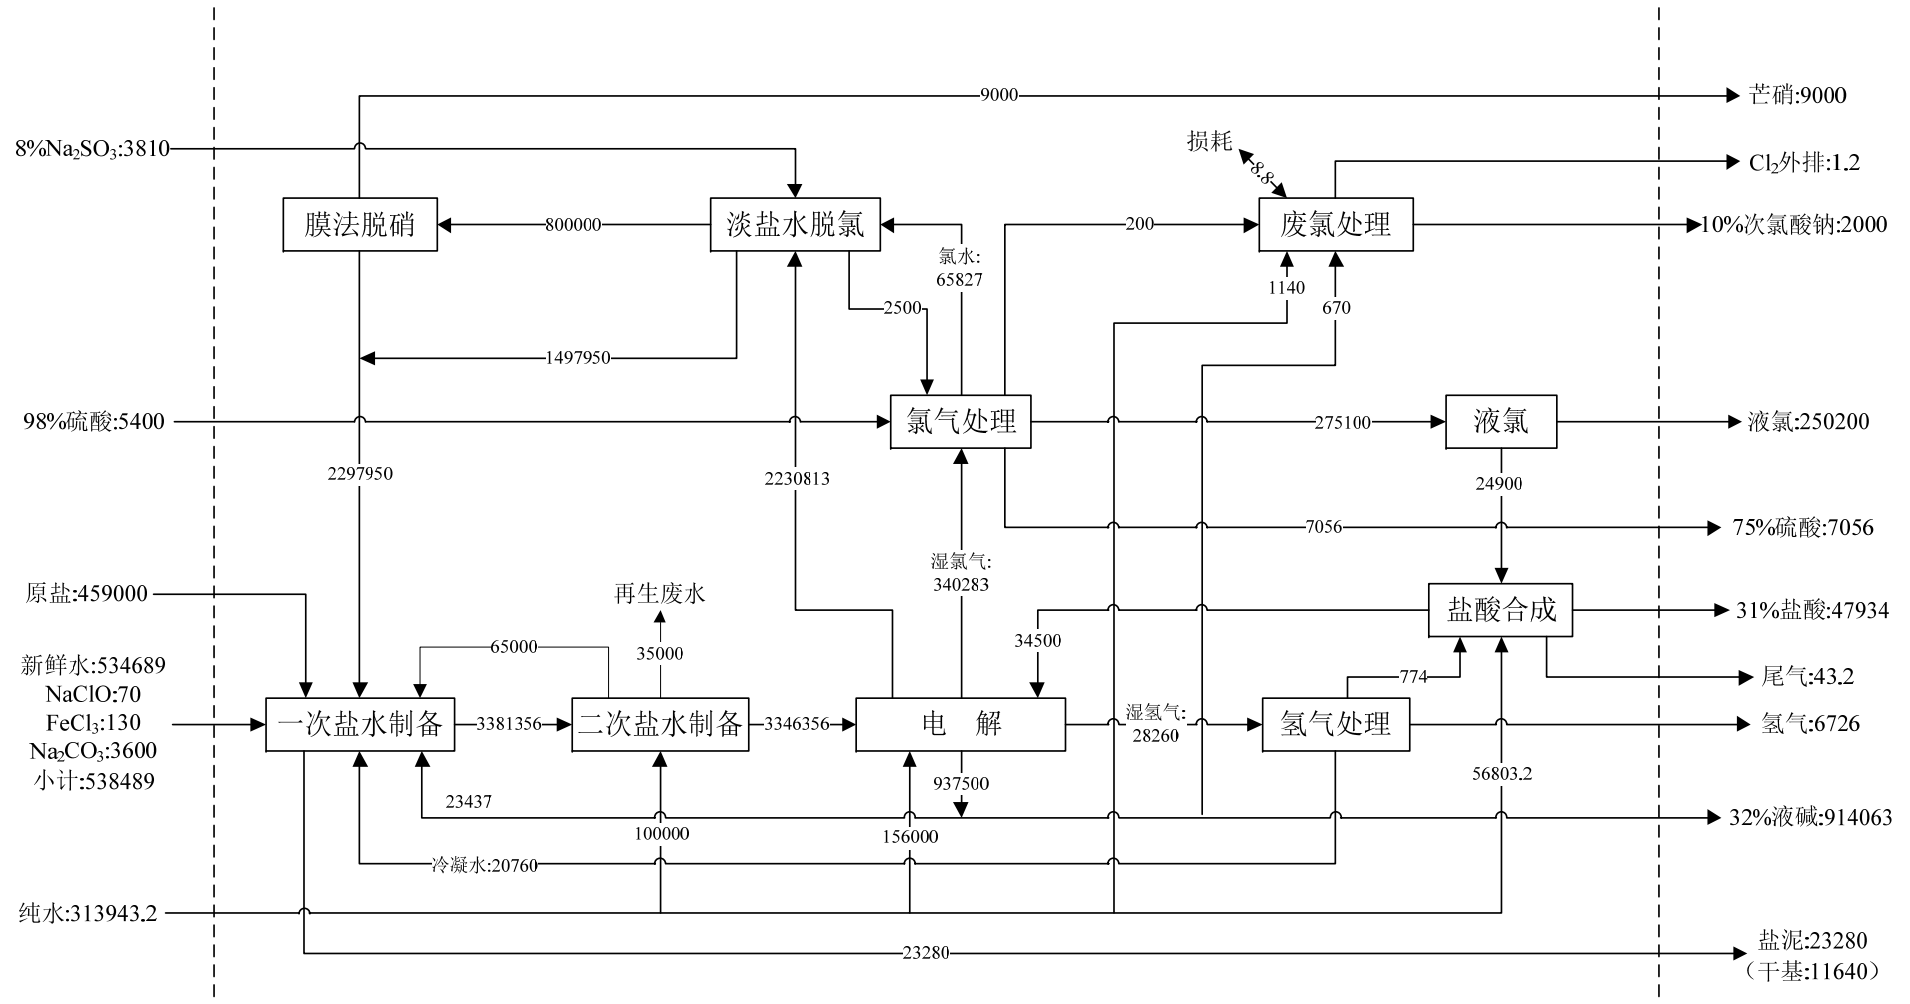 9000
芒硝:9000
8%Na₂SO₃:3810
损耗
8.8
Cl₂外排:1.2
膜法脱硝
800000
淡盐水脱氯
200
废氯处理
10%次氯酸钠:2000
氯水:
65827
1140
670
2500
1497950
98%硫酸:5400
氯气处理
275100
液氯
液氯:250200
2297950
2230813
24900
7056
75%硫酸:7056
湿氯气:
340283
原盐:459000
再生废水
盐酸合成
31%盐酸:47934
65000
35000
34500
新鲜水:534689
NaClO:70
FeCl₃:130
Na₂CO₃:3600
小计:538489
774
尾气:43.2
一次盐水制备
3381356
二次盐水制备
3346356
电 解
湿氢气:
28260
氢气处理
氢气:6726
937500
56803.2
23437
100000
156000
32%液碱:914063
冷凝水:20760
纯水:313943.2
23280
盐泥:23280
（干基:11640）